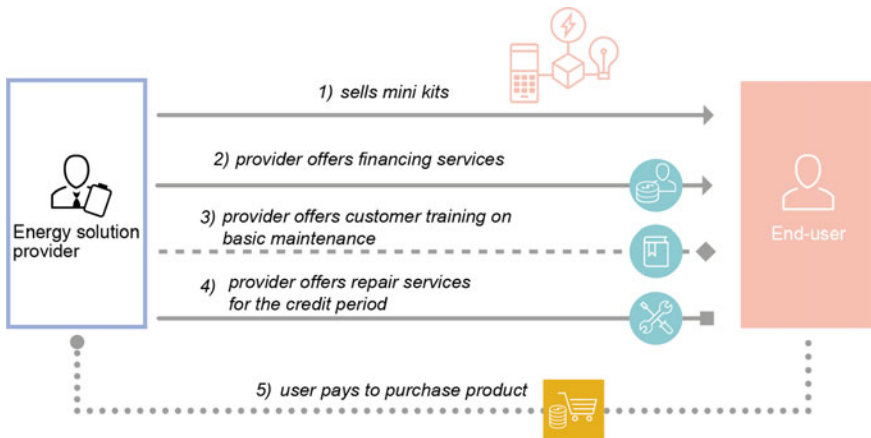 1) sells mini kits
2) provider offers financing services
3) provider offers customer training on
basic maintenance
Energy solution
provider
End-user
4) provider offers repair services
for the credit period
5) user pays to purchase product